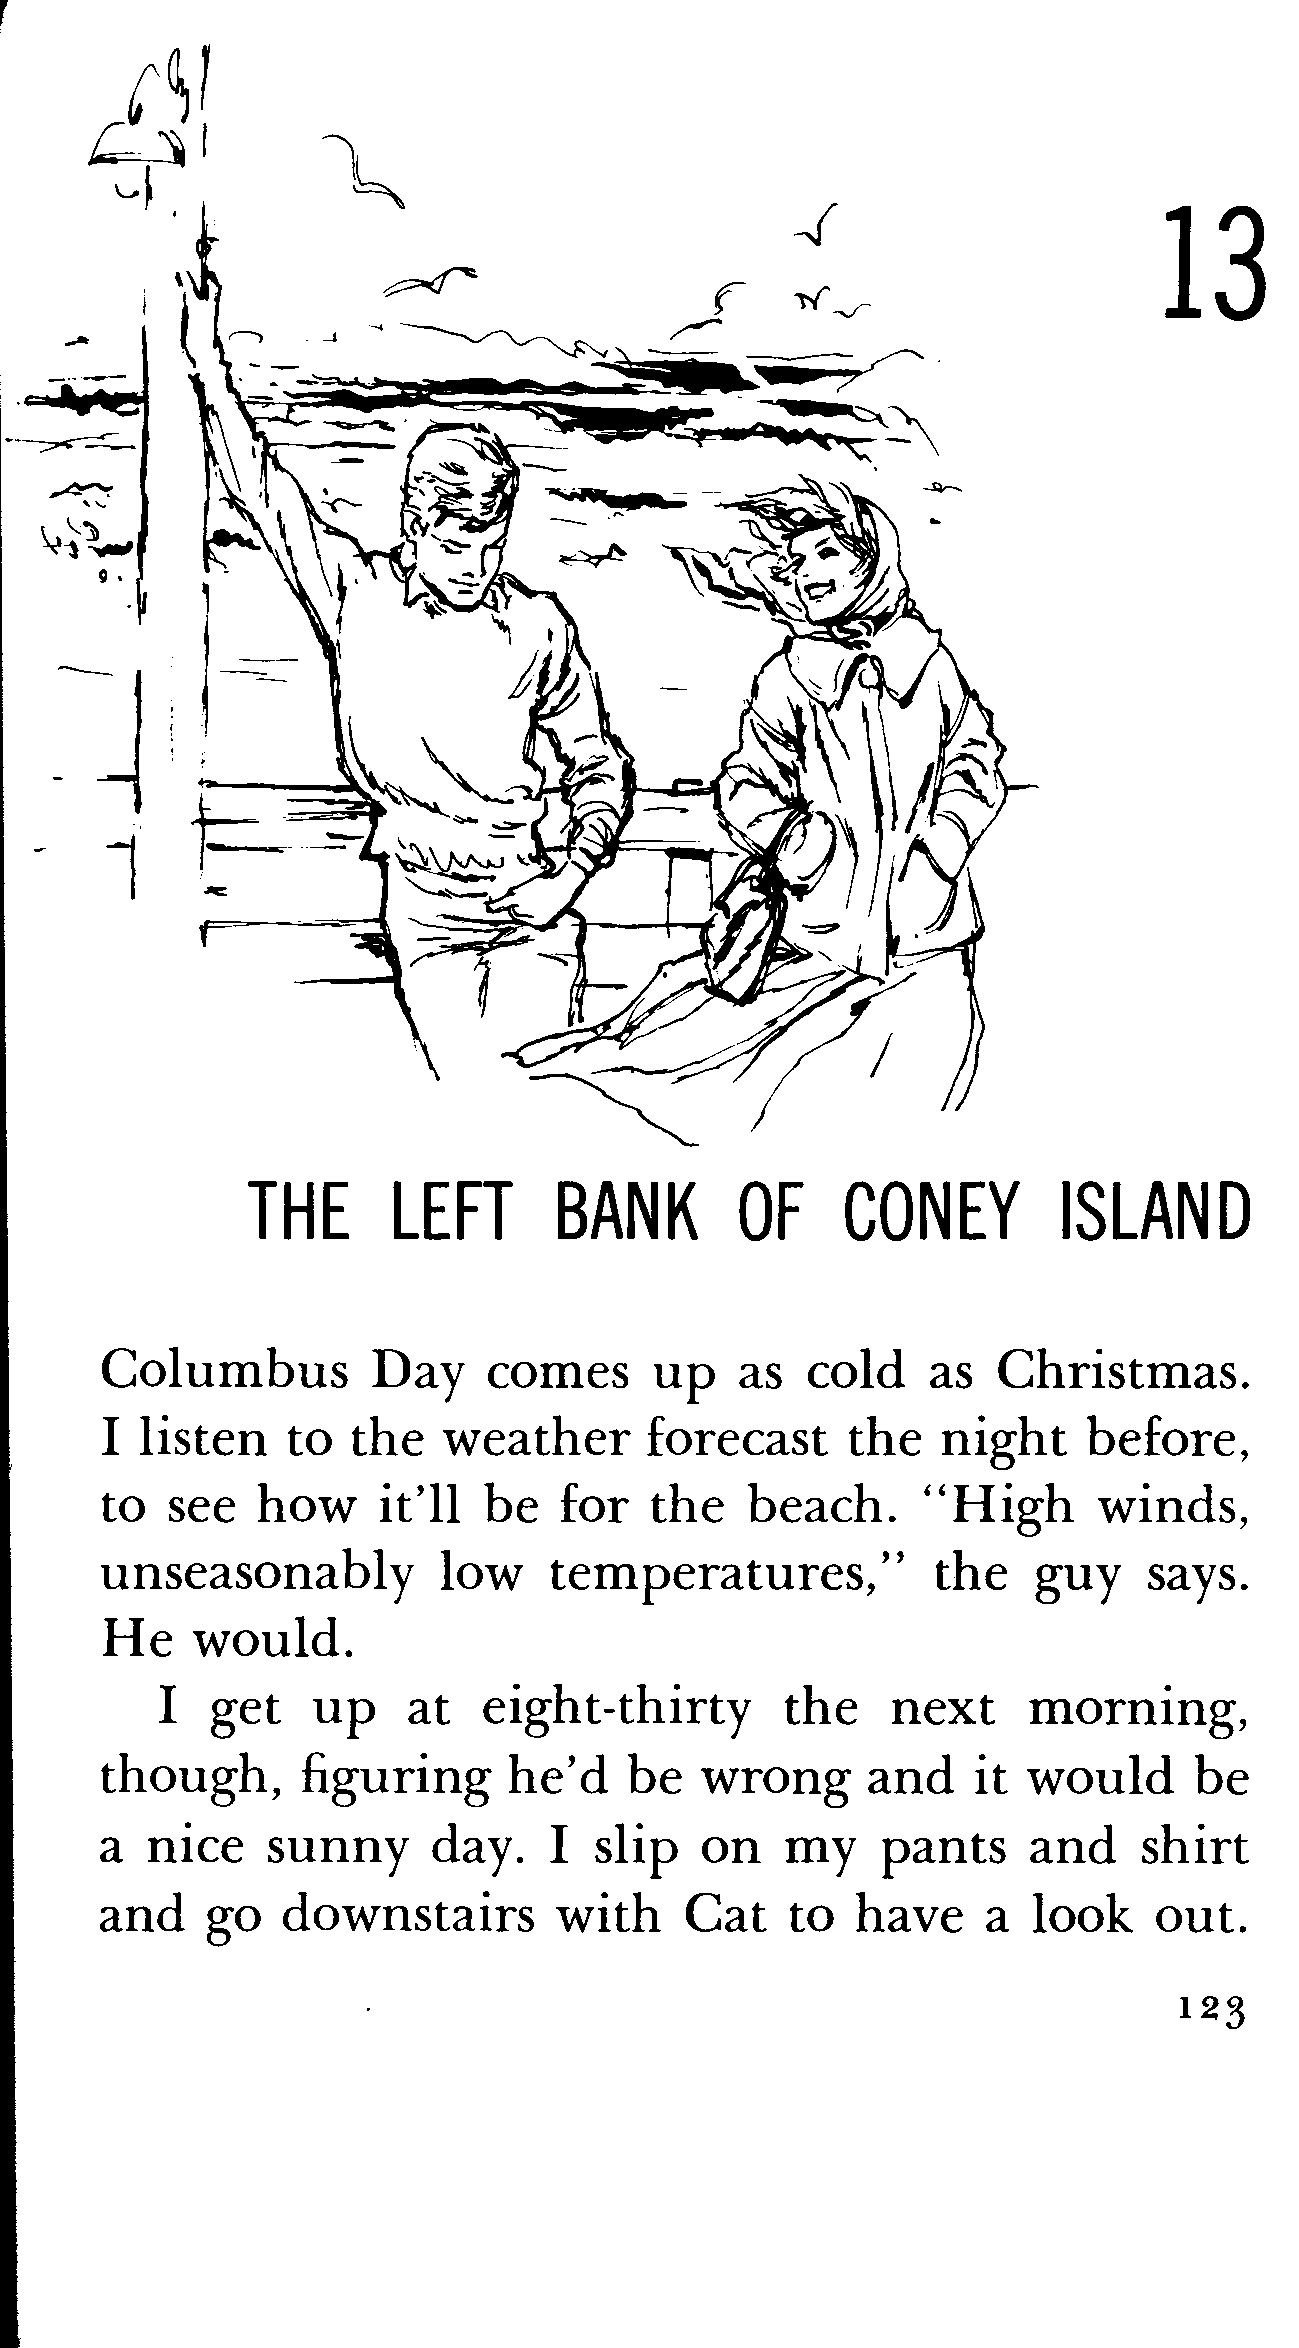 13
THE LEFT BANK OF CONEY ISLAND
Columbus Day comes up as cold as Christmas.
I listen to the weather forecast the night before,
to see how it'll be for the beach. "High winds,
unseasonably low temperatures," the guy says.
He would.
I get up at eight-thirty the next morning,
though, figuring he'd be wrong and it would be
a nice sunny day. I slip on my pants and shirt
and go downstairs with Cat to have a look out.
123